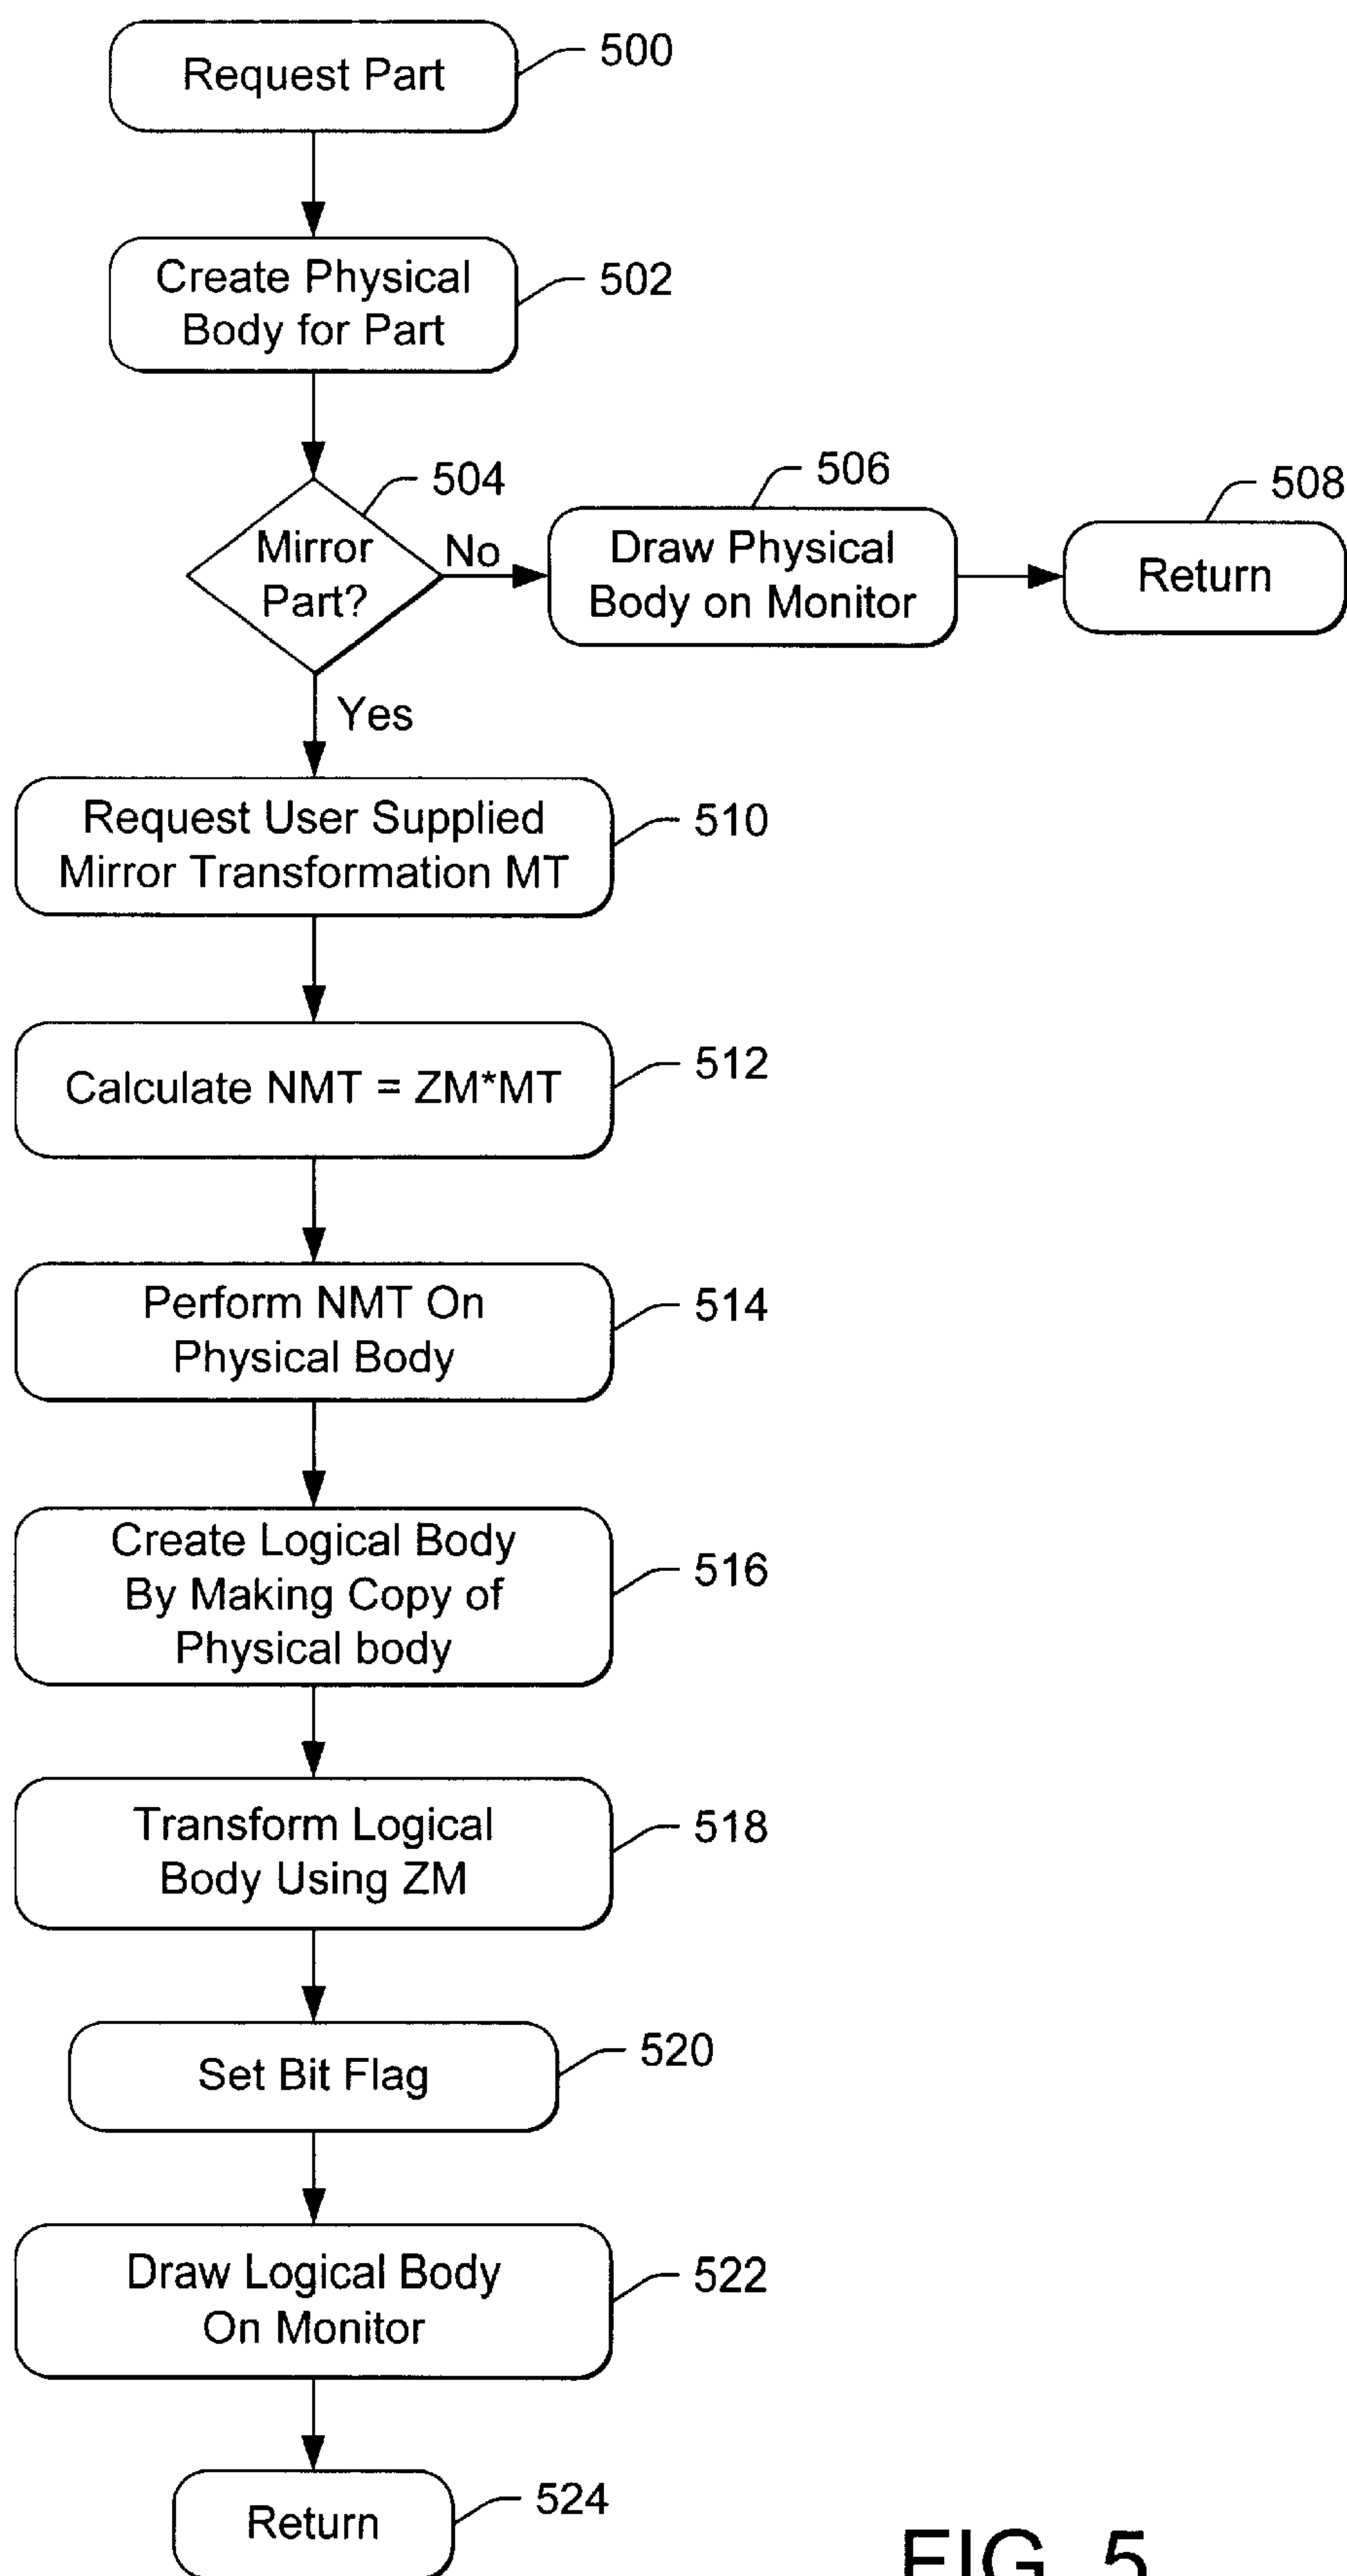 Request Part
500
Create Physical
Body for Part
502
504
Mirror
Part?
No
506
Draw Physical
Body on Monitor
508
Return
Yes
Request User Supplied
Mirror Transformation MT
510
Calculate NMT = ZM*MT
512
Perform NMT On
Physical Body
514
Create Logical Body
By Making Copy of
Physical body
516
Transform Logical
Body Using ZM
518
Set Bit Flag
520
Draw Logical Body
On Monitor
522
Return
524
FIG. 5